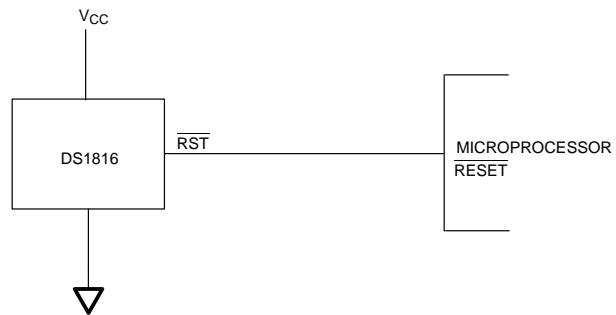 VCC
RST
DS1816
MICROPROCESSOR
RESET